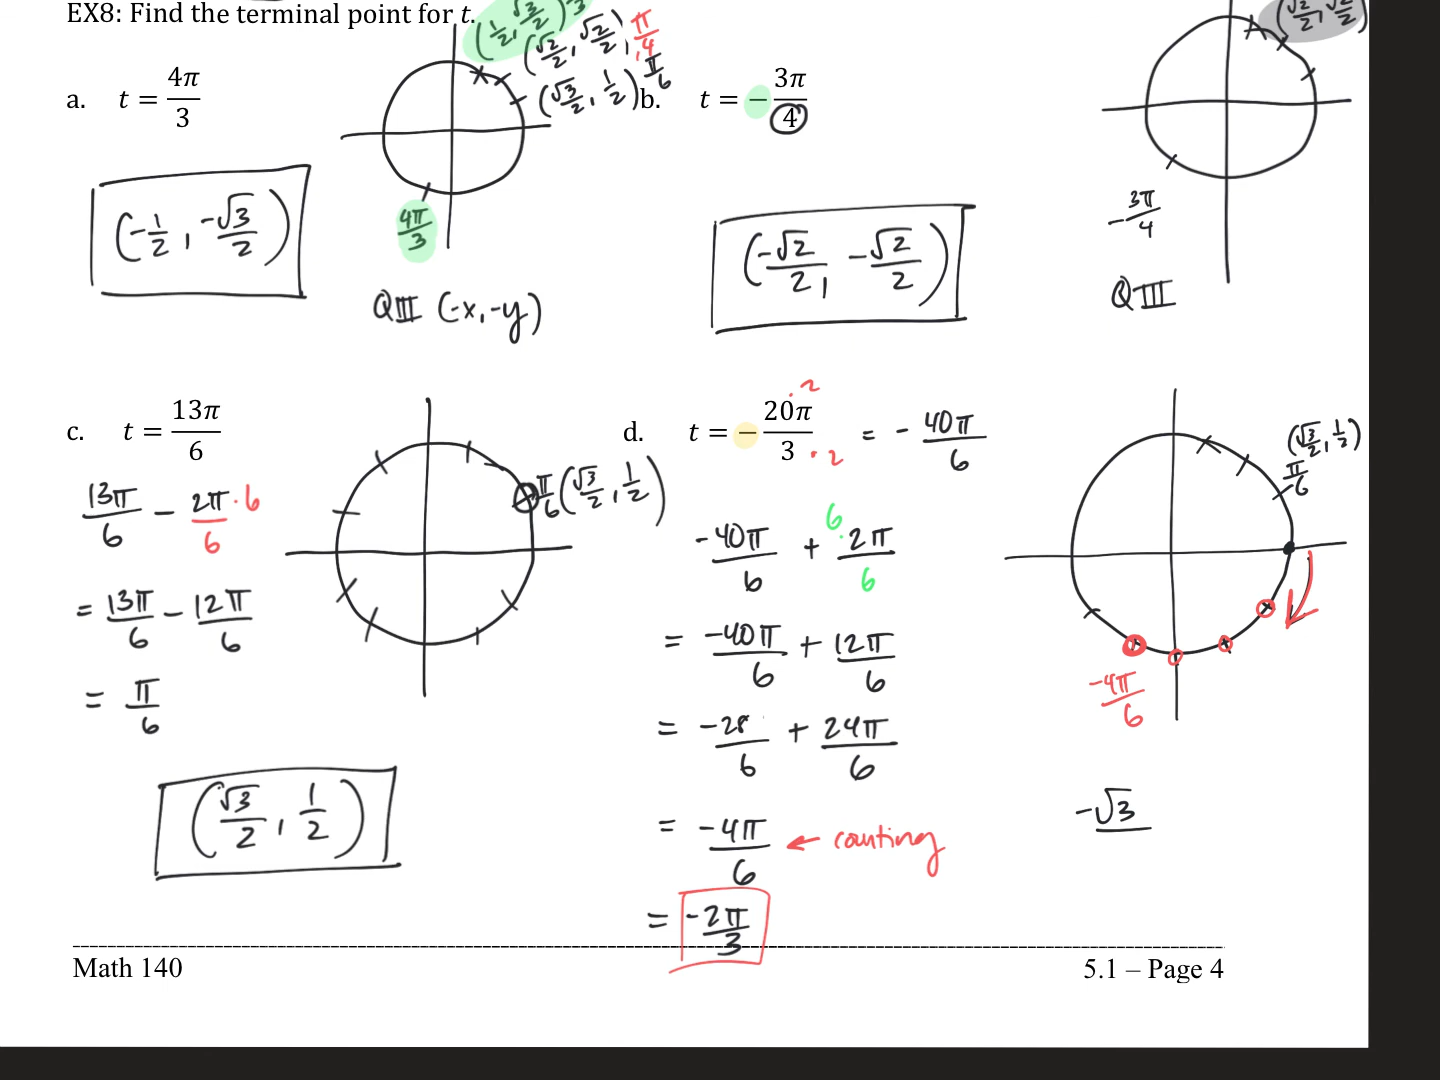 EX8: Find the terminal point for t.
(1/2, √3/2) π/3
(√2/2, √2/2), π/4
(√3/2, 1/2) π/6
(√2/2, √2/2)
a. t = 4π/3
b. t = − 3π/4
(-1/2, -√3/2)
4π/3
QIII (-x, -y)
(-√2/2, -√2/2)
- 3π/4
QIII
c. t = 13π/6
d. t = − 20π/3 · 2 · 2 = - 40π/6
13π/6 - 2π/6 · 6
= 13π/6 - 12π/6
= π/6
(√3/2, 1/2)
π/6 (√3/2, 1/2)
-40π/6 + 6 · 2π/6
= -40π/6 + 12π/6
= -28/6 + 24π/6
= -4π/6 ← counting
= -2π/3
(√3/2, 1/2)
π/6
-4π/6
-√3
Math 140
5.1 – Page 4